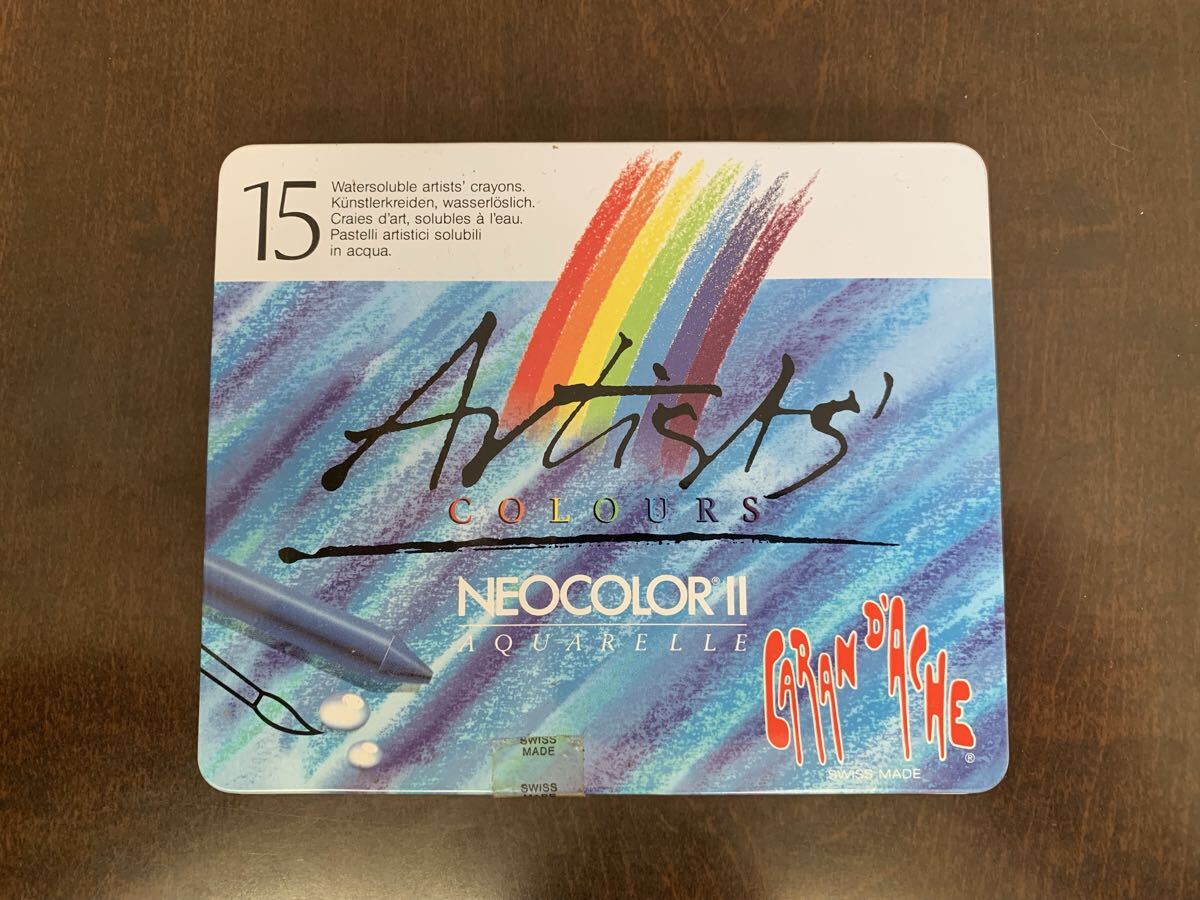 15
Watersoluble artists' crayons.
Künstlerkreiden, wasserlöslich.
Craies d'art, solubles à l'eau.
Pastelli artistici solubili
in acqua.
Artists'
COLOURS
NEOCOLOR® II
AQUARELLE
CARAN D'ACHE®
SWISS MADE
SWISS
MADE
SWISS
MADE